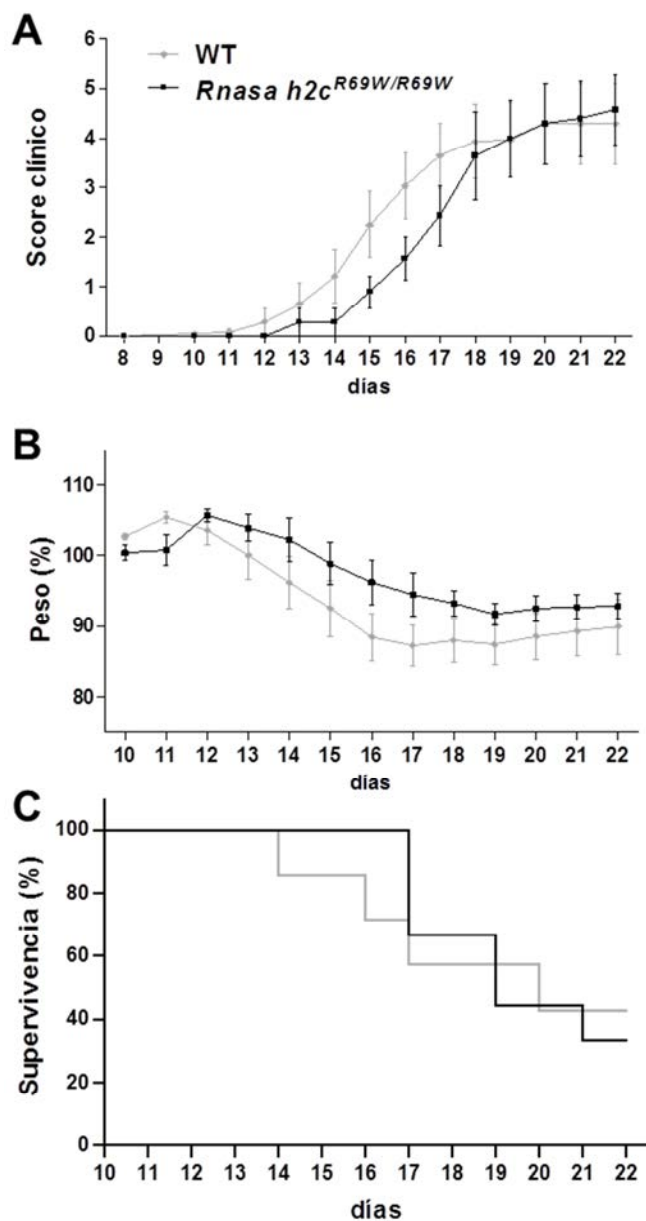 A
Score clínico
6
5
4
3
2
1
0
WT
Rnasa h2c^R69W/R69W
8 9 10 11 12 13 14 15 16 17 18 19 20 21 22
días
B
Peso (%)
110
100
90
80
10 11 12 13 14 15 16 17 18 19 20 21 22
días
C
Supervivencia (%)
100
80
60
40
20
0
10 11 12 13 14 15 16 17 18 19 20 21 22
días